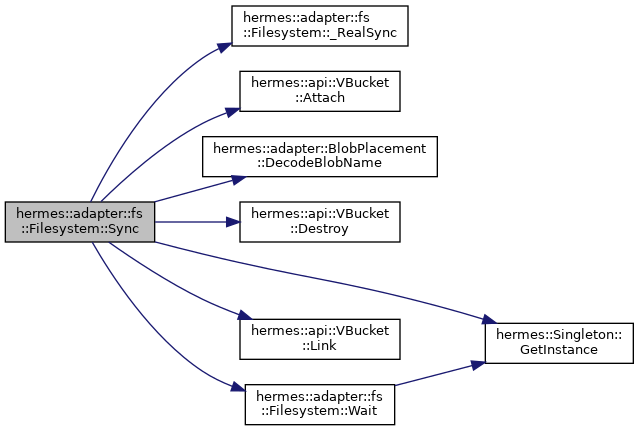 hermes::adapter::fs
::Filesystem::_RealSync
hermes::api::VBucket
::Attach
hermes::adapter::BlobPlacement
::DecodeBlobName
hermes::adapter::fs
::Filesystem::Sync
hermes::api::VBucket
::Destroy
hermes::api::VBucket
::Link
hermes::Singleton::
GetInstance
hermes::adapter::fs
::Filesystem::Wait